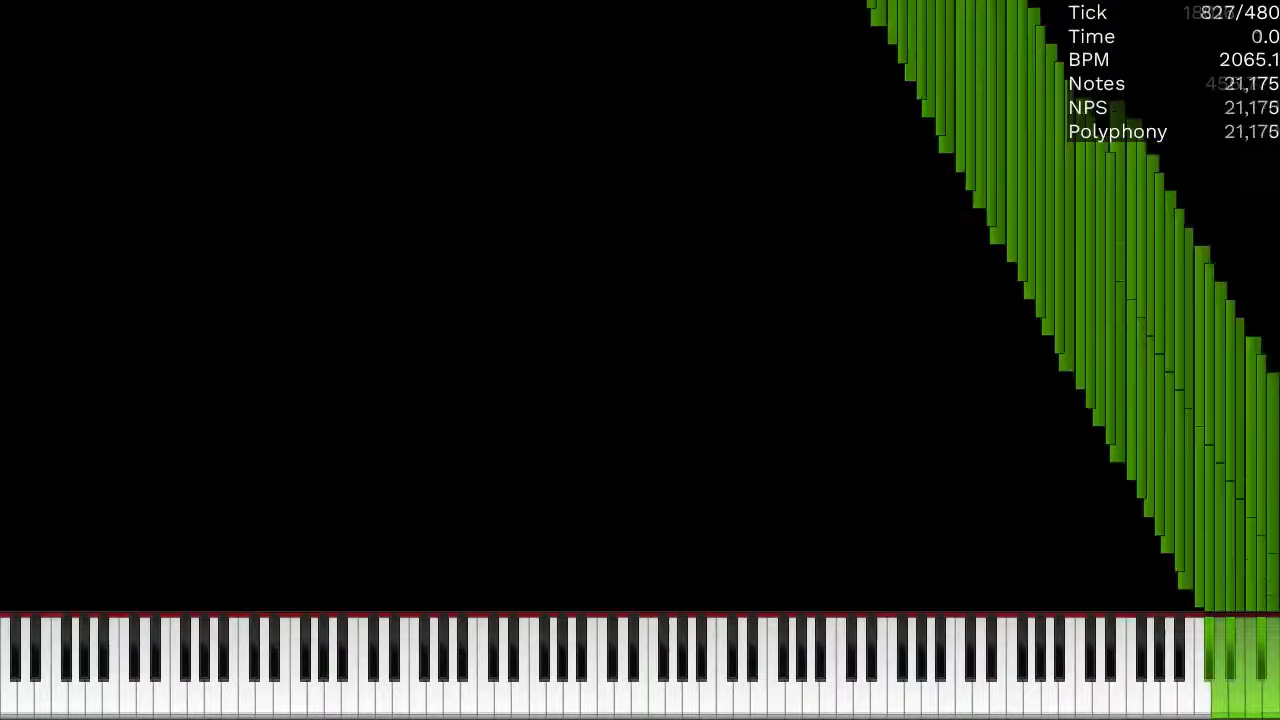 Tick 827/480
Time 0.0
BPM 2065.1
Notes 21,175
NPS 21,175
Polyphony 21,175